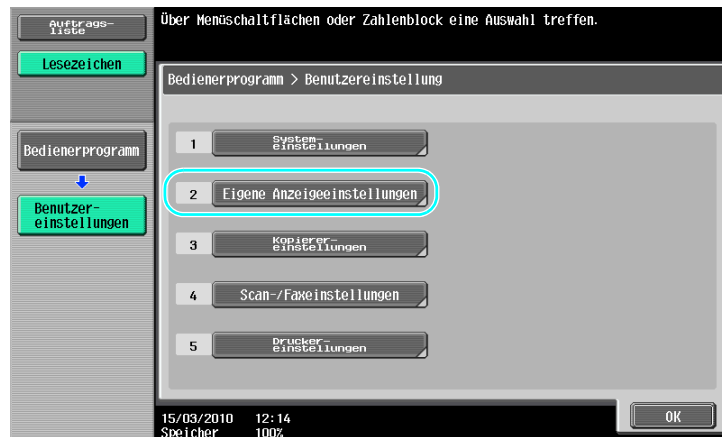 Auftrags-
liste
Lesezeichen
Bedienerprogramm
Benutzer-
einstellungen
Über Menüschaltflächen oder Zahlenblock eine Auswahl treffen.
Bedienerprogramm > Benutzereinstellung
1 System-
einstellungen
2 Eigene Anzeigeeinstellungen
3 Kopierer-
einstellungen
4 Scan-/Faxeinstellungen
5 Drucker-
einstellungen
15/03/2010 12:14
Speicher 100%
OK